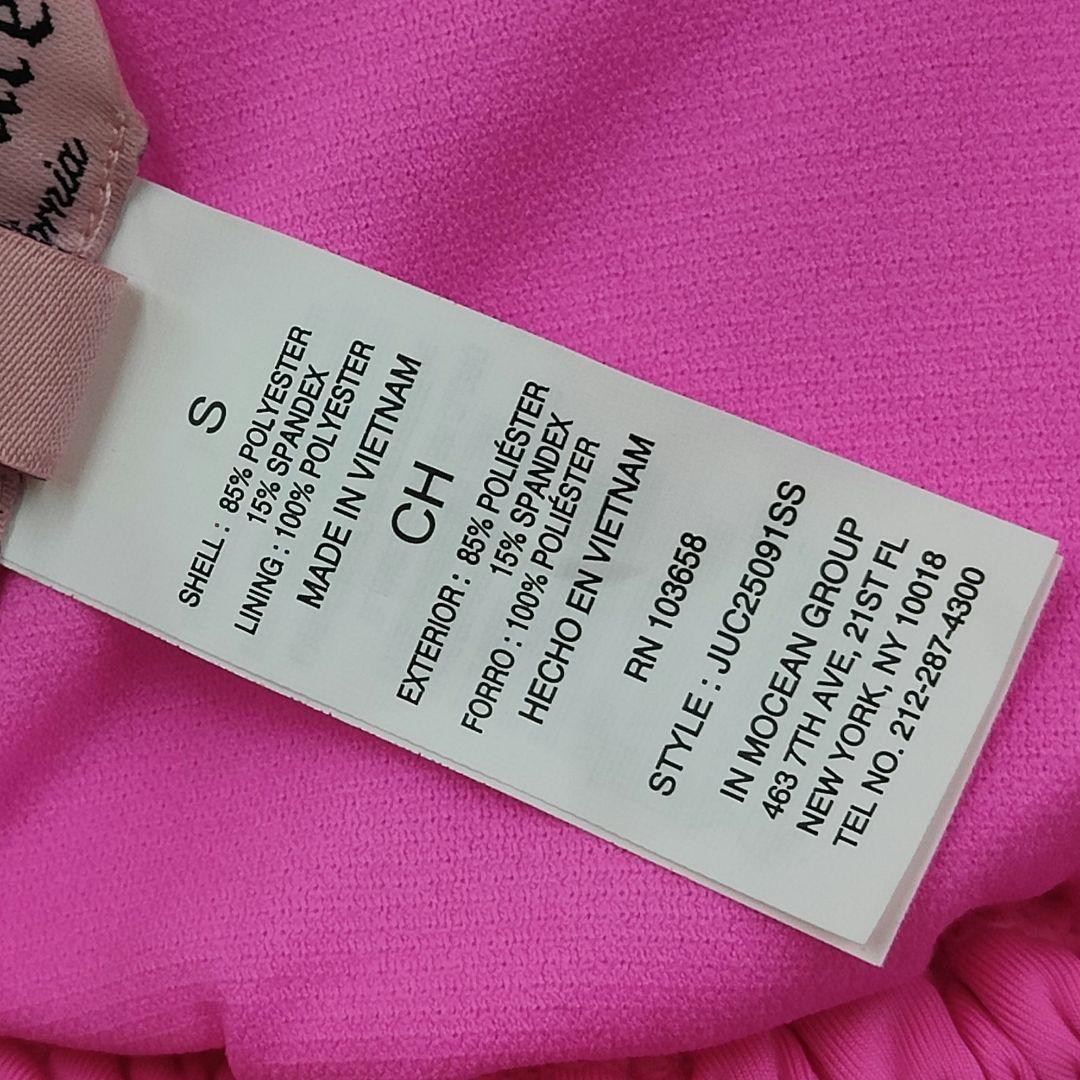 S
SHELL : 85% POLYESTER
15% SPANDEX
LINING : 100% POLYESTER
MADE IN VIETNAM
CH
EXTERIOR : 85% POLIÉSTER
15% SPANDEX
FORRO : 100% POLIÉSTER
HECHO EN VIETNAM
RN 103658
STYLE : JUC25091SS
IN MOCEAN GROUP
463 7TH AVE, 21ST FL
NEW YORK, NY 10018
TEL NO. 212-287-4300